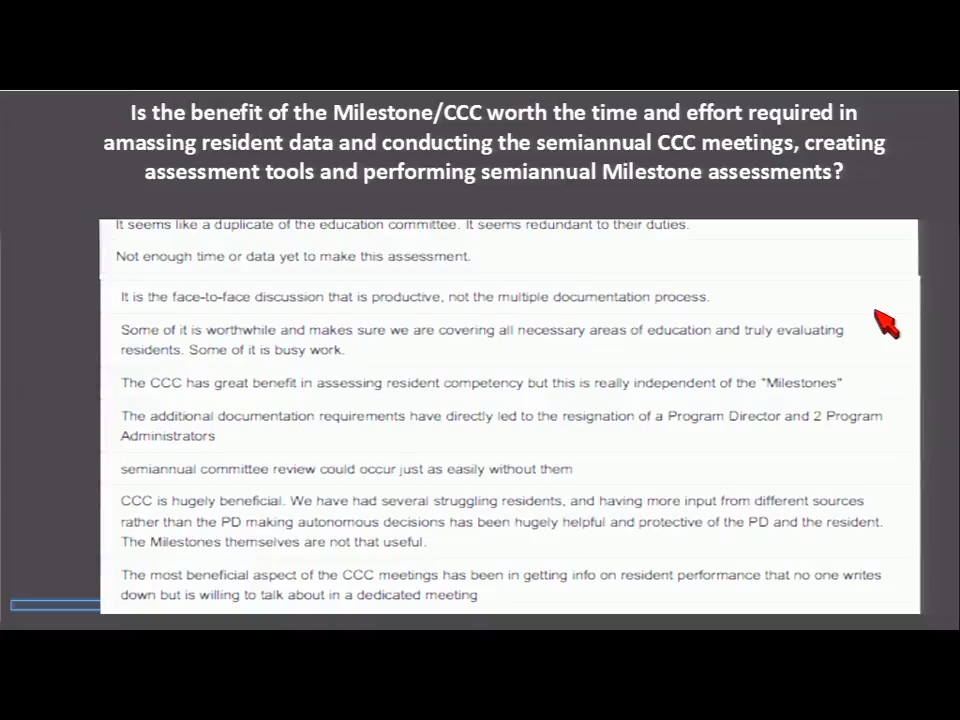 Is the benefit of the Milestone/CCC worth the time and effort required in
amassing resident data and conducting the semiannual CCC meetings, creating
assessment tools and performing semiannual Milestone assessments?
It seems like a duplicate of the education committee. It seems redundant to their duties.
Not enough time or data yet to make this assessment.
It is the face-to-face discussion that is productive, not the multiple documentation process.
Some of it is worthwhile and makes sure we are covering all necessary areas of education and truly evaluating
residents. Some of it is busy work.
The CCC has great benefit in assessing resident competency but this is really independent of the "Milestones"
The additional documentation requirements have directly led to the resignation of a Program Director and 2 Program
Administrators
semiannual committee review could occur just as easily without them
CCC is hugely beneficial. We have had several struggling residents, and having more input from different sources
rather than the PD making autonomous decisions has been hugely helpful and protective of the PD and the resident.
The Milestones themselves are not that useful.
The most beneficial aspect of the CCC meetings has been in getting info on resident performance that no one writes
down but is willing to talk about in a dedicated meeting